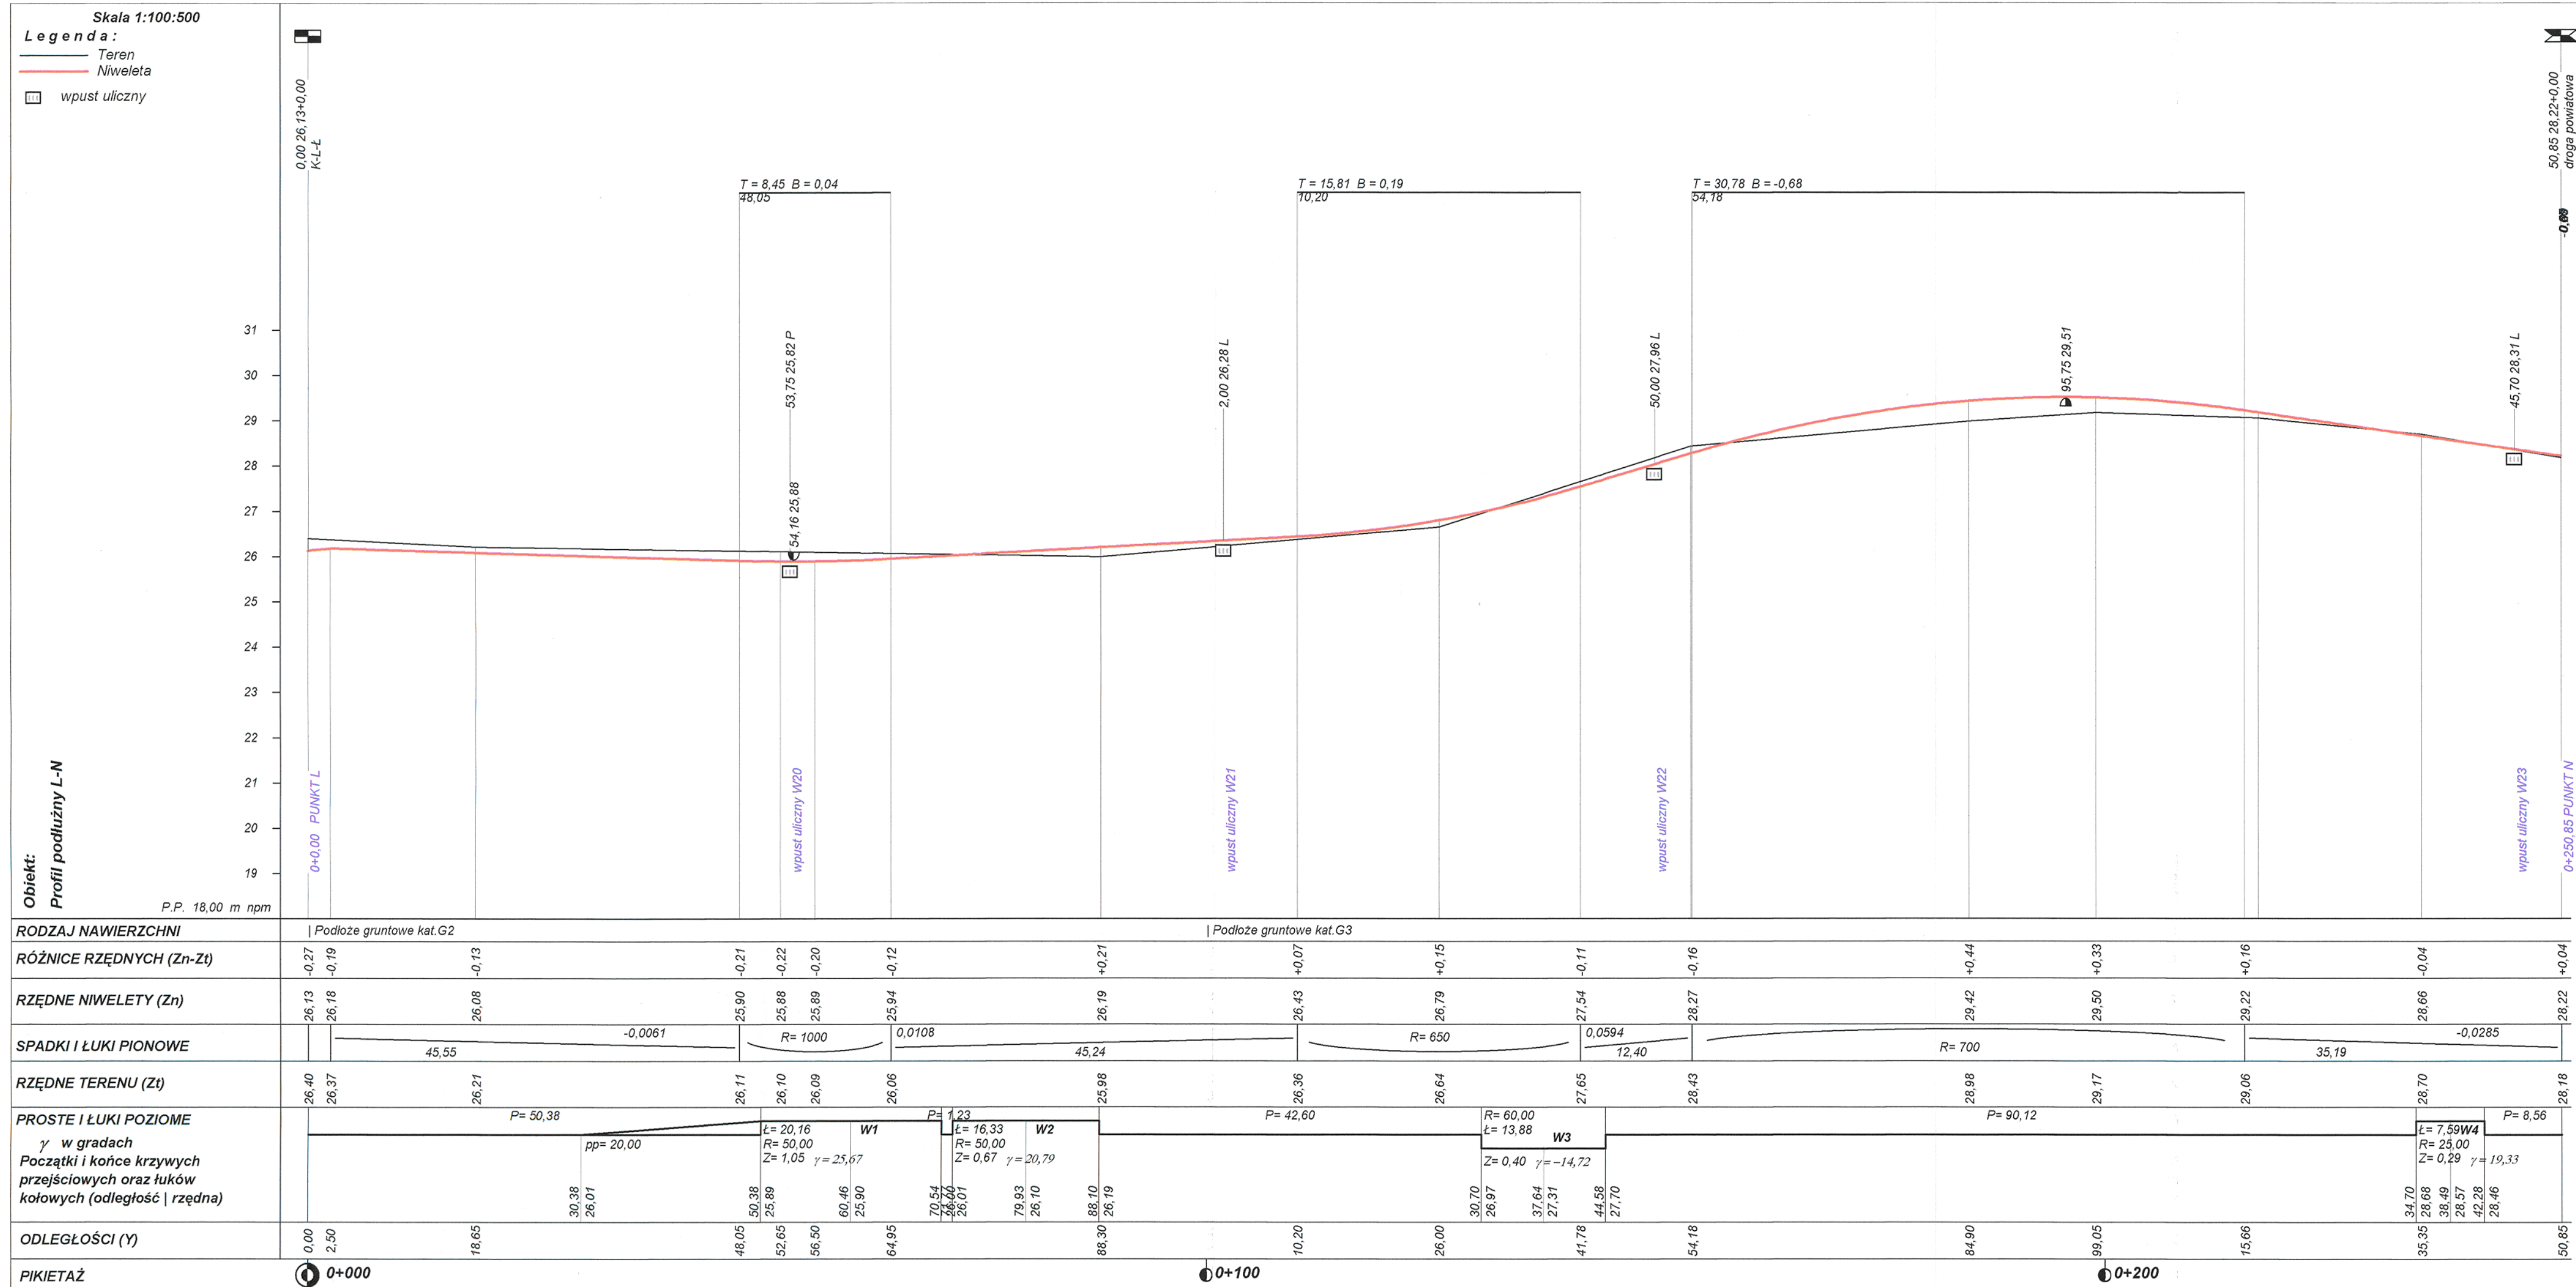 Skala 1:100:500
Legenda:
Teren
Niweleta
wpust uliczny
0,00 26,13+0,00
K-L-Ł
50,85 28,22+0,00
droga powiatowa
T = 8,45 B = 0,04
48,05
T = 15,81 B = 0,19
10,20
T = 30,78 B = -0,68
54,18
31
30
29
28
27
26
25
24
23
22
21
20
19
53,75 25,82 P
54,16 25,88
2,00 26,28 L
50,00 27,96 L
95,75 29,51
45,70 28,31 L
0+0,00 PUNKT L
wpust uliczny W20
wpust uliczny W21
wpust uliczny W22
wpust uliczny W23
0+250,85 PUNKT N
Obiekt:
Profil podłużny L-N
P.P. 18,00 m npm
RODZAJ NAWIERZCHNI
Podłoże gruntowe kat.G2
Podłoże gruntowe kat.G3
RÓŻNICE RZĘDNYCH (Zn-Zt)
-0,27 -0,19 -0,13 -0,21 -0,22 -0,20 -0,12 +0,21 +0,07 +0,15 -0,11 -0,16 +0,44 +0,33 +0,16 -0,04 +0,04
RZĘDNE NIWELETY (Zn)
26,13 26,18 26,08 25,90 25,88 25,89 25,94 26,19 26,43 26,79 27,54 28,27 29,42 29,50 29,22 28,66 28,22
SPADKI I ŁUKI PIONOWE
-0,0061 R= 1000 0,0108 R= 650 0,0594 R= 700 -0,0285
45,55 45,24 12,40 35,19
RZĘDNE TERENU (Zt)
26,40 26,37 26,21 26,11 26,10 26,09 26,06 25,98 26,36 26,64 27,65 28,43 28,98 29,17 29,06 28,70 28,18
PROSTE I ŁUKI POZIOME
γ w gradach
Początki i końce krzywych
przejściowych oraz łuków
kołowych (odległość | rzędna)
P= 50,38
pp= 20,00
Ł= 20,16 W1
R= 50,00
Z= 1,05 γ= 25,67
P= 1,23
Ł= 16,33 W2
R= 50,00
Z= 0,67 γ= 20,79
P= 42,60
R= 60,00
Ł= 13,88 W3
Z= 0,40 γ= −14,72
P= 90,12
Ł= 7,59 W4
R= 25,00
Z= 0,29 γ= 19,33
P= 8,56
30,38 26,01 50,38 25,89 60,46 25,90 70,54 26,01 79,93 26,10 88,10 26,19 30,70 26,97 37,64 27,31 44,58 27,70 34,70 28,68 38,49 28,57 42,28 28,46
ODLEGŁOŚCI (Y)
0,00 2,50 18,65 48,05 52,65 56,50 64,95 88,30 10,20 26,00 41,78 54,18 84,90 99,05 15,66 35,35 50,85
PIKIETAŻ
0+000
0+100
0+200